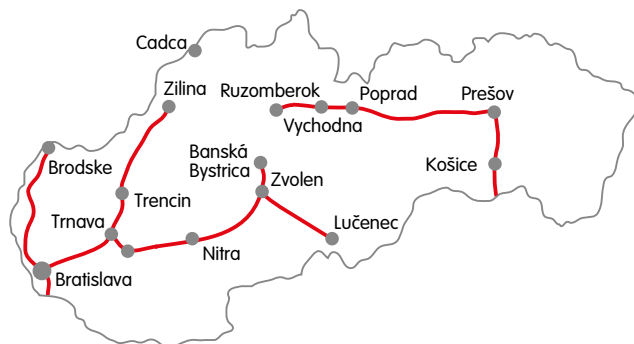 Cadca
Zilina
Ruzomberok
Poprad
Prešov
Vychodna
Brodske
Banská
Bystrica
Košice
Zvolen
Trencin
Trnava
Lučenec
Nitra
Bratislava